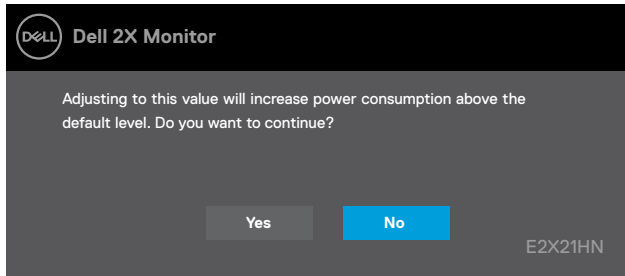 DELL
Dell 2X Monitor
Adjusting to this value will increase power consumption above the
default level. Do you want to continue?
Yes
No
E2X21HN